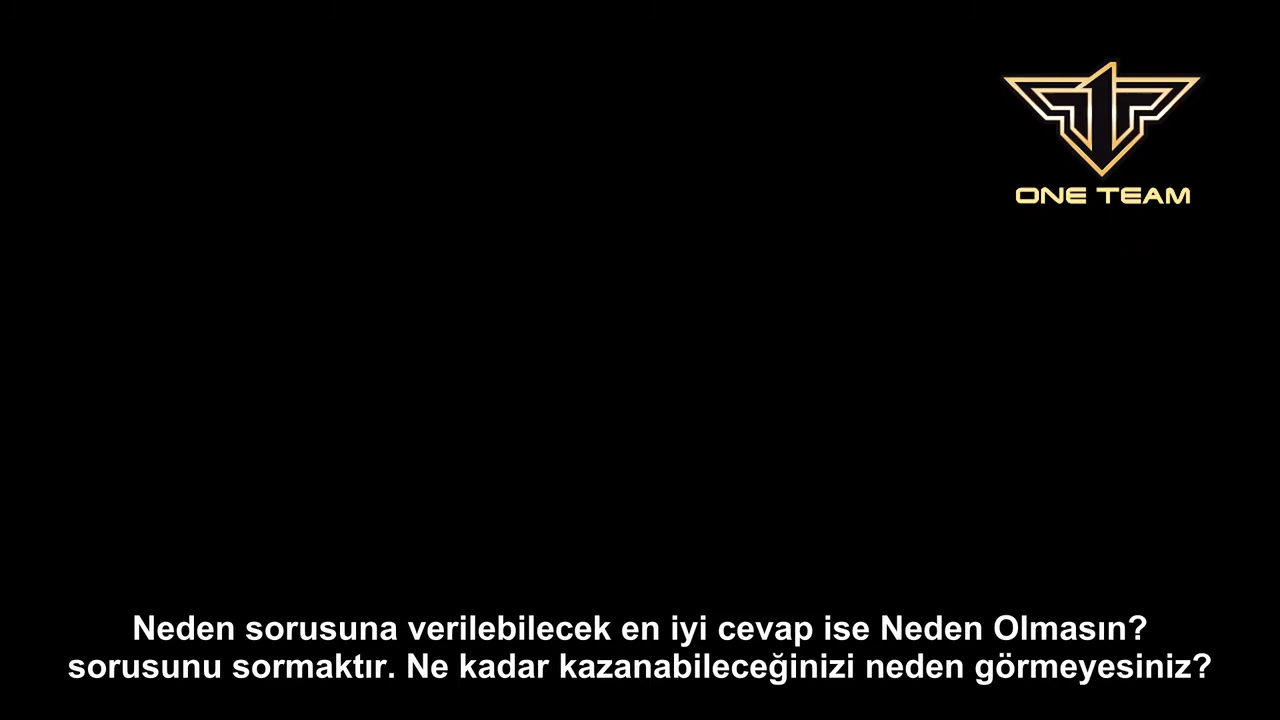 ONE TEAM
Neden sorusuna verilebilecek en iyi cevap ise Neden Olmasın?
sorusunu sormaktır. Ne kadar kazanabileceğinizi neden görmeyesiniz?